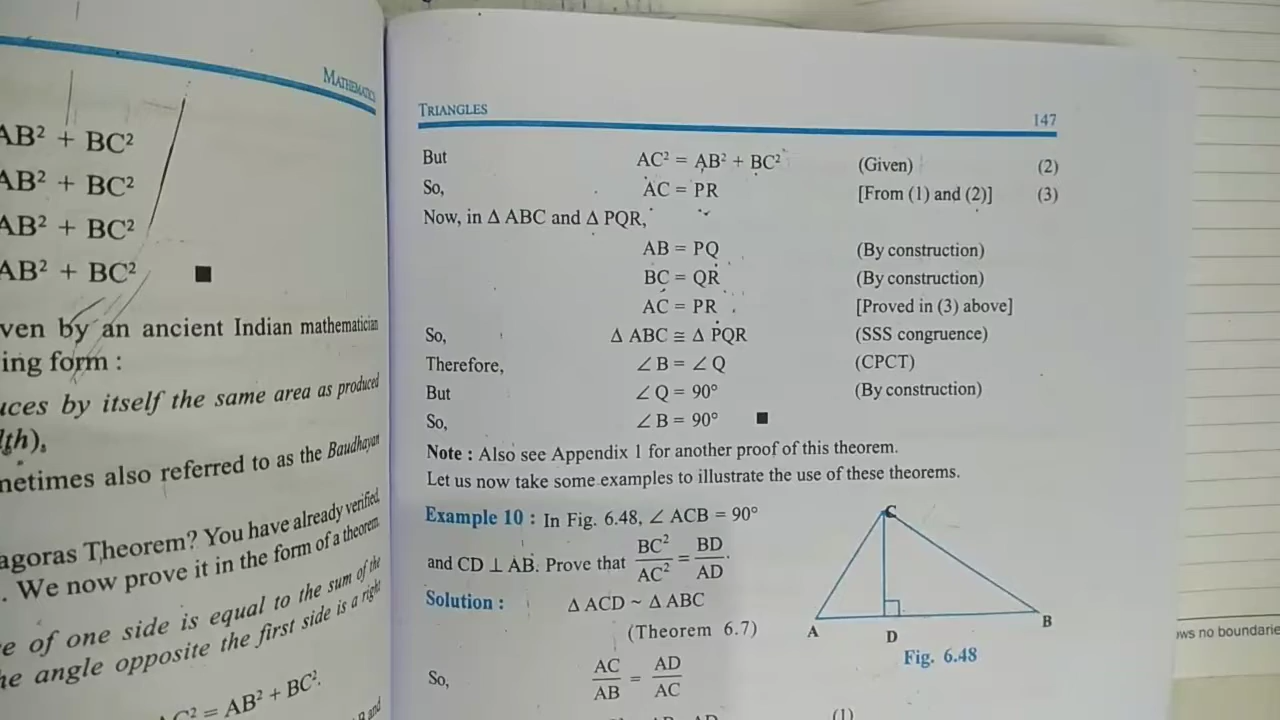 MATHEMATICS
AB² + BC²
AB² + BC²
AB² + BC²
AB² + BC² ■
ven by an ancient Indian mathematician
ing form :
uces by itself the same area as produced
lth).
netimes also referred to as the Baudhayan
agoras Theorem? You have already verified,
. We now prove it in the form of a theorem.
e of one side is equal to the sum of the
he angle opposite the first side is a right
C² = AB² + BC².
and
TRIANGLES 147
But AC² = AB² + BC² (Given) (2)
So, AC = PR [From (1) and (2)] (3)
Now, in Δ ABC and Δ PQR,
AB = PQ (By construction)
BC = QR (By construction)
AC = PR [Proved in (3) above]
So, Δ ABC ≅ Δ PQR (SSS congruence)
Therefore, ∠ B = ∠ Q (CPCT)
But ∠ Q = 90° (By construction)
So, ∠ B = 90° ■
Note : Also see Appendix 1 for another proof of this theorem.
Let us now take some examples to illustrate the use of these theorems.
Example 10 : In Fig. 6.48, ∠ ACB = 90°
and CD ⊥ AB. Prove that BC²/AC² = BD/AD.
Solution : Δ ACD ~ Δ ABC
(Theorem 6.7)
So, AC/AB = AD/AC
(1)
C
A
D
B
Fig. 6.48
ows no boundarie